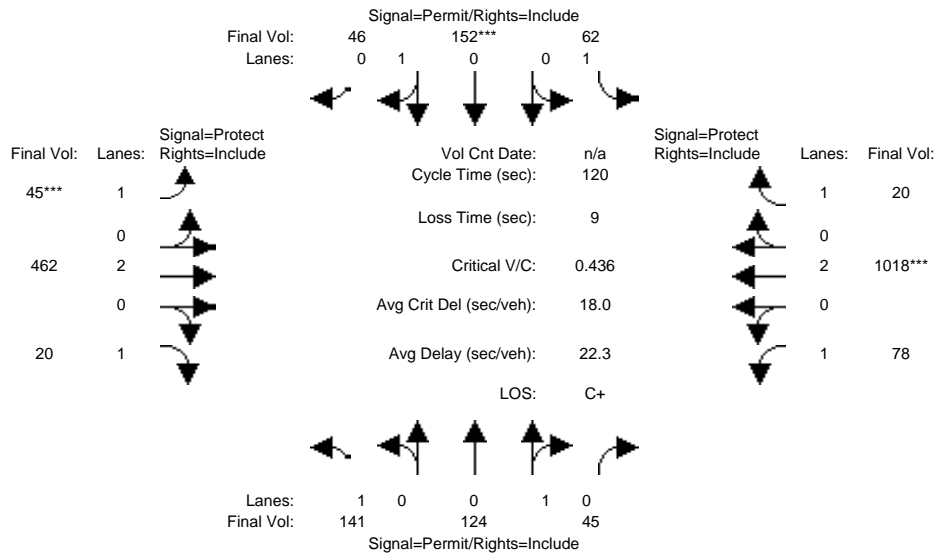 Signal=Permit/Rights=Include
Final Vol: 46 152*** 62
Lanes: 0 1 0 0 1
Signal=Protect Signal=Protect
Final Vol: Lanes: Rights=Include Vol Cnt Date: n/a Rights=Include Lanes: Final Vol:
Cycle Time (sec): 120
45*** 1 1 20
Loss Time (sec): 9
0 0
462 2 Critical V/C: 0.436 2 1018***
0 Avg Crit Del (sec/veh): 18.0 0
20 1 Avg Delay (sec/veh): 22.3 1 78
LOS: C+
Lanes: 1 0 0 1 0
Final Vol: 141 124 45
Signal=Permit/Rights=Include